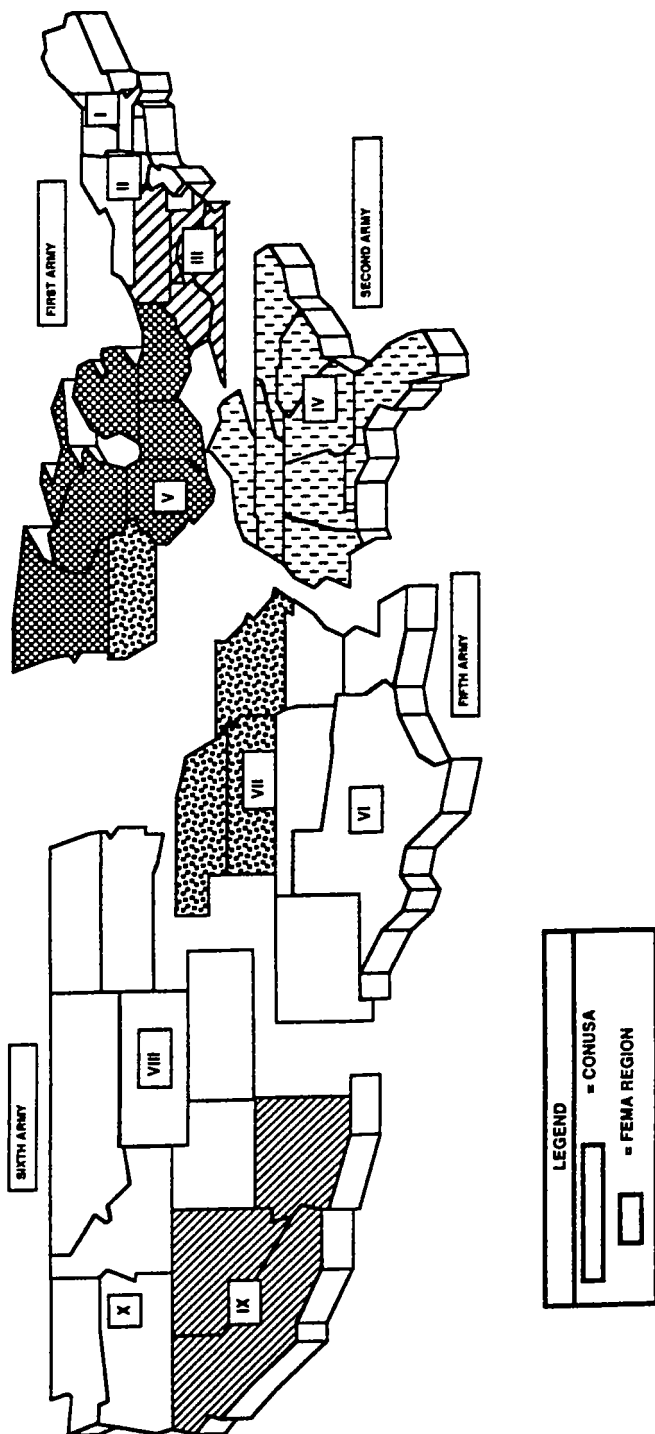 SIXTH ARMY
FIRST ARMY
X
VIII
IX
VII
VI
V
I
II
III
IV
FIFTH ARMY
SECOND ARMY
LEGEND
= CONUSA
= FEMA REGION